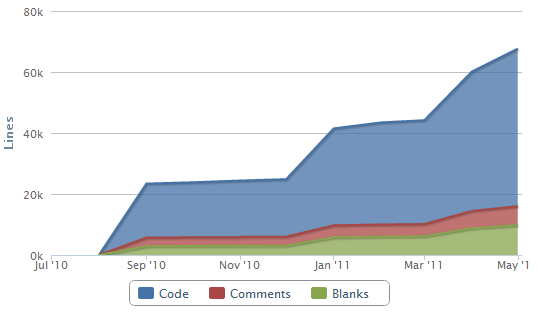 80k
60k
40k
20k
0k
Lines
Jul '10
Sep '10
Nov '10
Jan '11
Mar '11
May '1
Code
Comments
Blanks